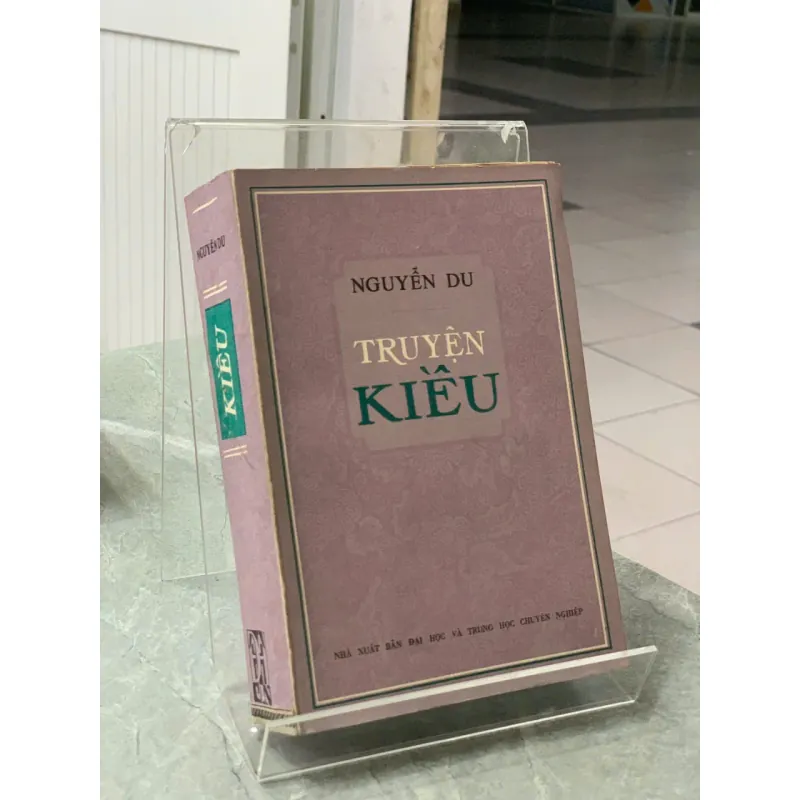 NGUYỄN DU
KIỀU
NGUYỄN DU
TRUYỆN
KIỀU
NHÀ XUẤT BẢN ĐẠI HỌC VÀ TRUNG HỌC CHUYÊN NGHIỆP